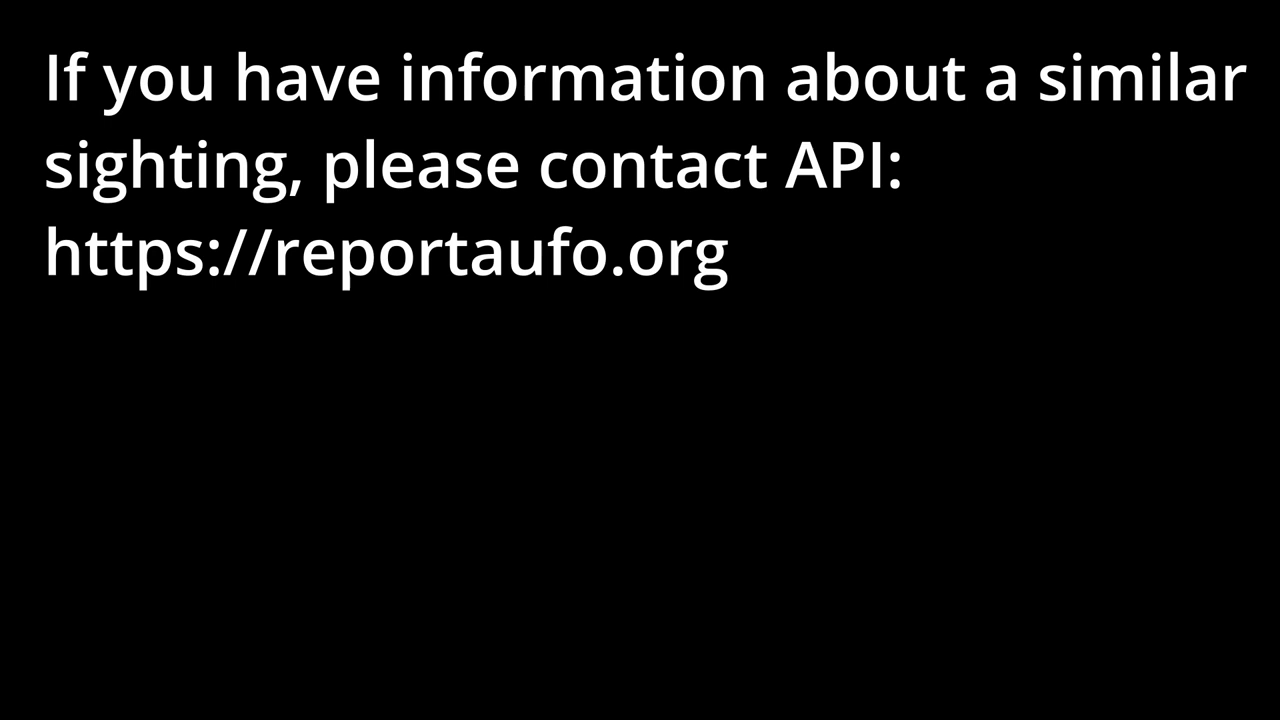 If you have information about a similar
sighting, please contact API:
https://reportaufo.org